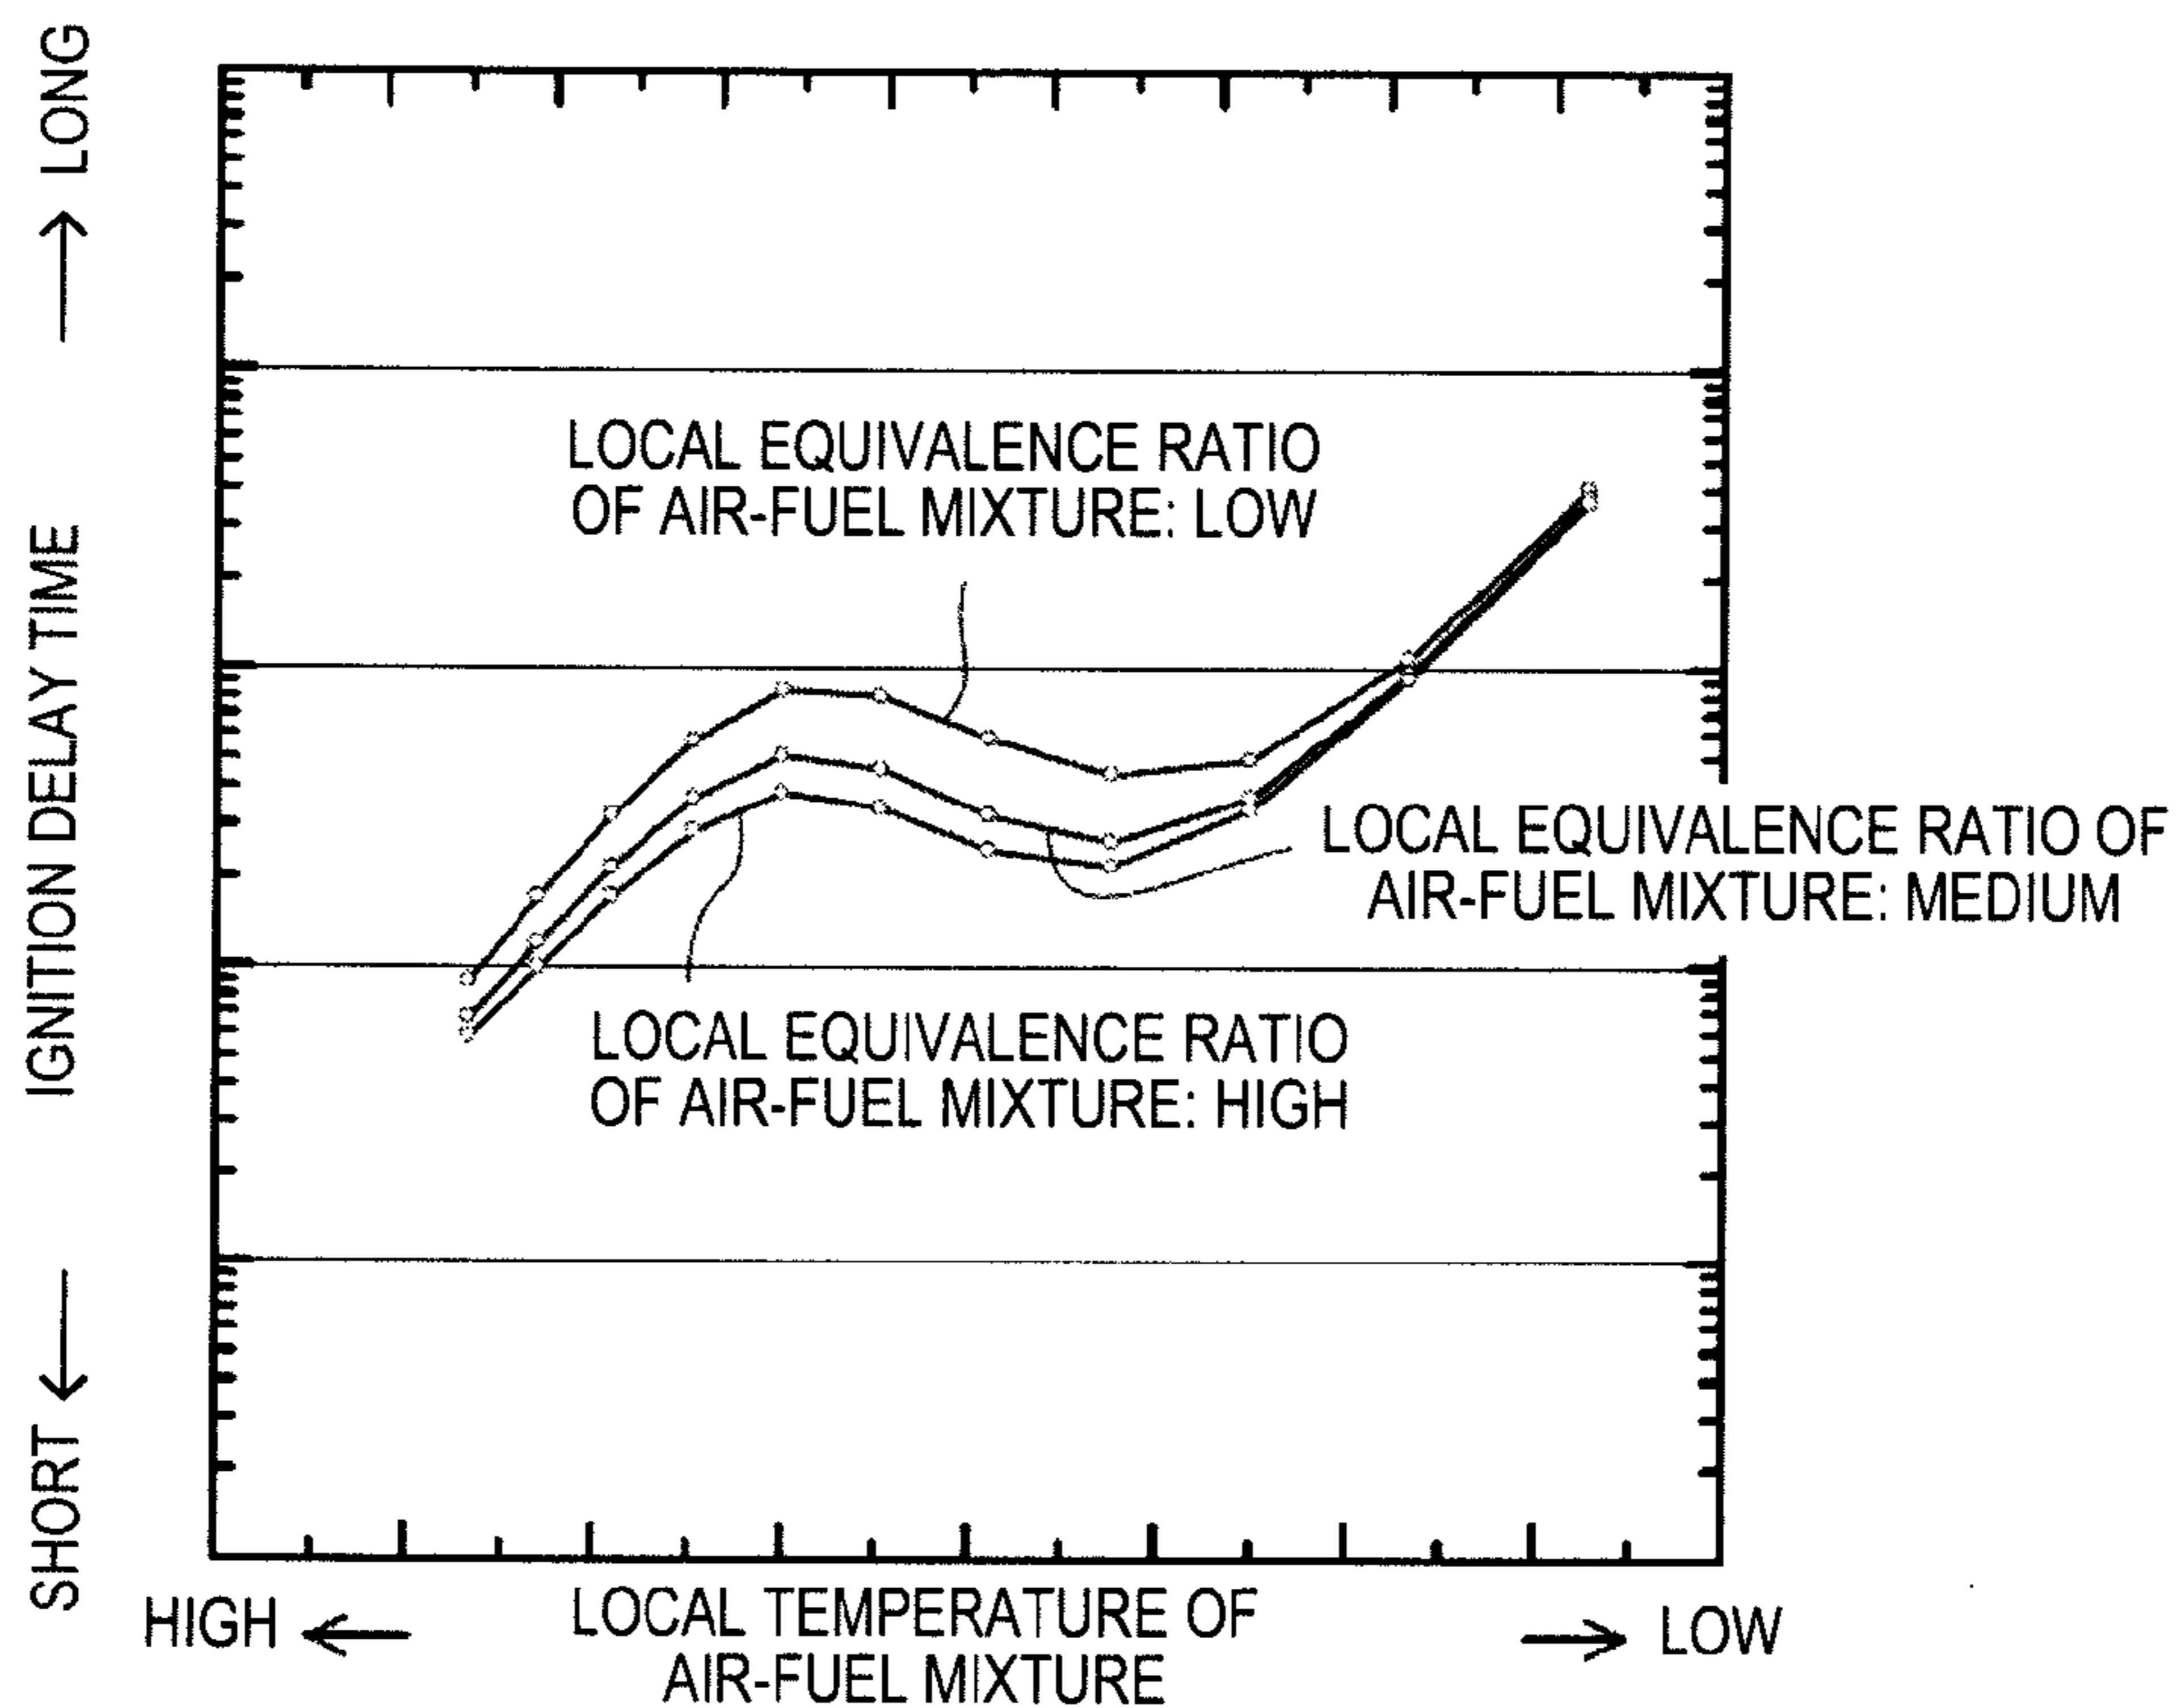 SHORT ← IGNITION DELAY TIME → LONG
LOCAL EQUIVALENCE RATIO
OF AIR-FUEL MIXTURE: LOW
LOCAL EQUIVALENCE RATIO OF
AIR-FUEL MIXTURE: MEDIUM
LOCAL EQUIVALENCE RATIO
OF AIR-FUEL MIXTURE: HIGH
HIGH ← LOCAL TEMPERATURE OF → LOW
AIR-FUEL MIXTURE